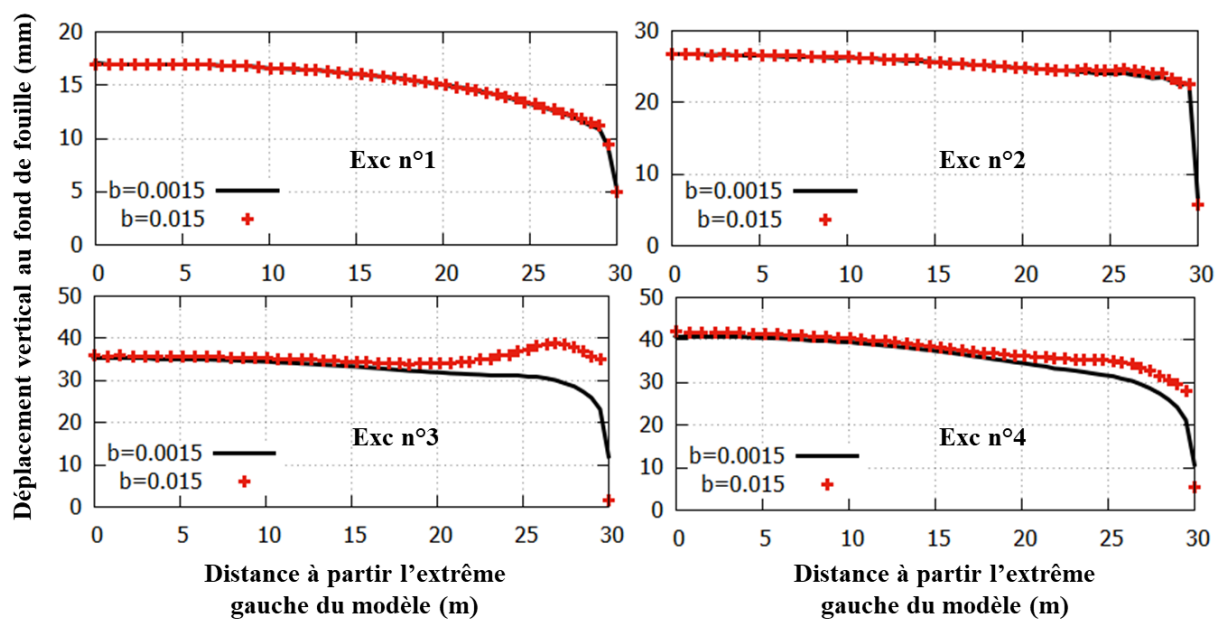 Déplacement vertical au fond de fouille (mm)
20
15
10
5
0
Exc n°1
b=0.0015
b=0.015
0 5 10 15 20 25 30
30
20
10
0
Exc n°2
b=0.0015
b=0.015
0 5 10 15 20 25 30
50
40
30
20
10
0
Exc n°3
b=0.0015
b=0.015
0 5 10 15 20 25 30
50
40
30
20
10
0
Exc n°4
b=0.0015
b=0.015
0 5 10 15 20 25 30
Distance à partir l’extrême
gauche du modèle (m)
Distance à partir l’extrême
gauche du modèle (m)